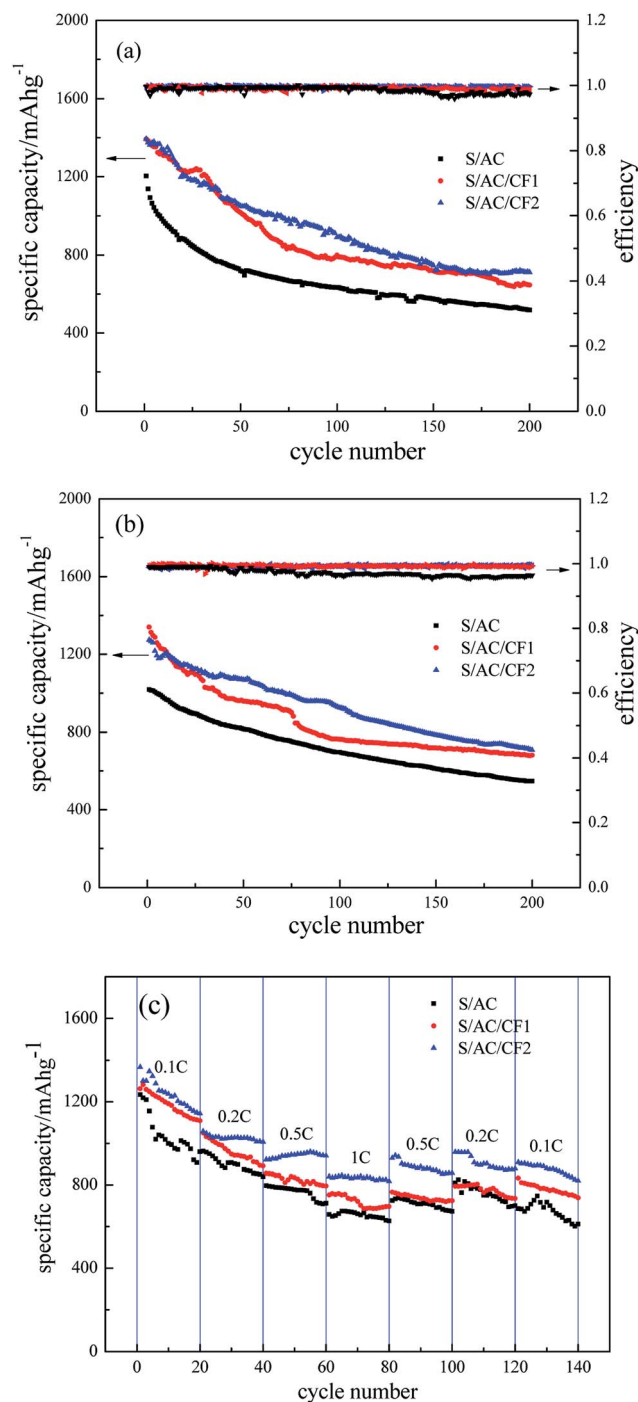 (a)
2000
1600
1200
800
400
0
specific capacity/mAhg-1
S/AC
S/AC/CF1
S/AC/CF2
1.2
1.0
0.8
0.6
0.4
0.2
0.0
efficiency
0 50 100 150 200
cycle number
(b)
2000
1600
1200
800
400
0
specific capacity/mAhg-1
S/AC
S/AC/CF1
S/AC/CF2
1.2
1.0
0.8
0.6
0.4
0.2
0.0
efficiency
0 50 100 150 200
cycle number
(c)
1600
1200
800
400
0
specific capacity/mAhg-1
S/AC
S/AC/CF1
S/AC/CF2
0.1C
0.2C
0.5C
1C
0.5C
0.2C
0.1C
0 20 40 60 80 100 120 140
cycle number